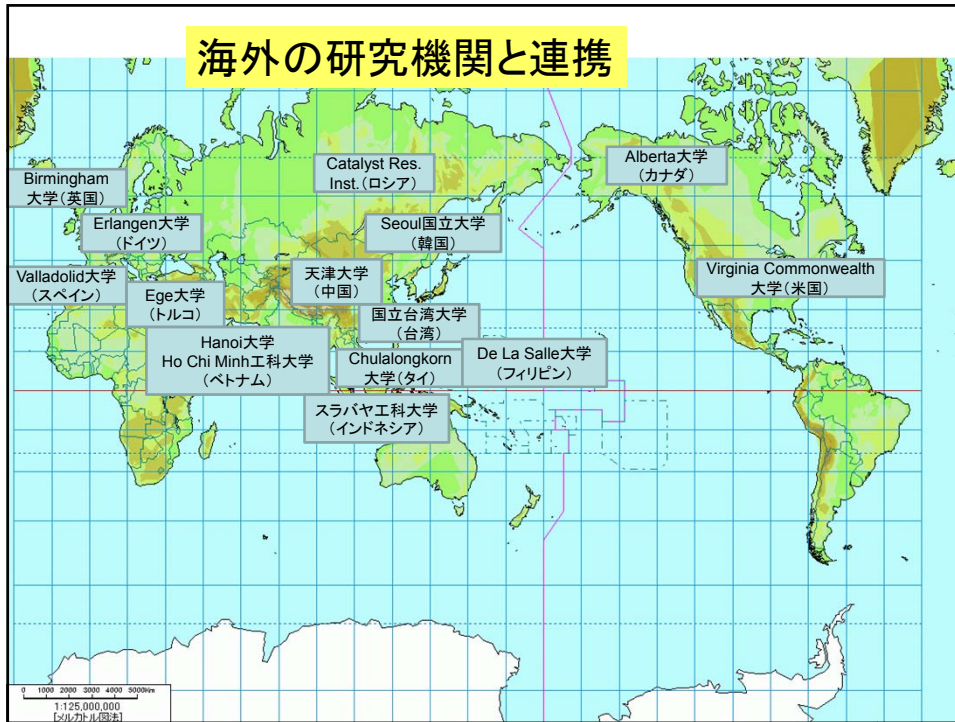 海外の研究機関と連携
Catalyst Res.
Inst.(ロシア)
Alberta大学
(カナダ)
Birmingham
大学(英国)
Erlangen大学
(ドイツ)
Seoul国立大学
(韓国)
Valladolid大学
(スペイン)
Ege大学
(トルコ)
天津大学
(中国)
Virginia Commonwealth
大学(米国)
国立台湾大学
(台湾)
Hanoi大学
Ho Chi Minh工科大学
(ベトナム)
Chulalongkorn
大学(タイ)
De La Salle大学
(フィリピン)
スラバヤ工科大学
(インドネシア)
0 1000 2000 3000 4000 5000Km
1:125,000,000
[メルカトル図法]